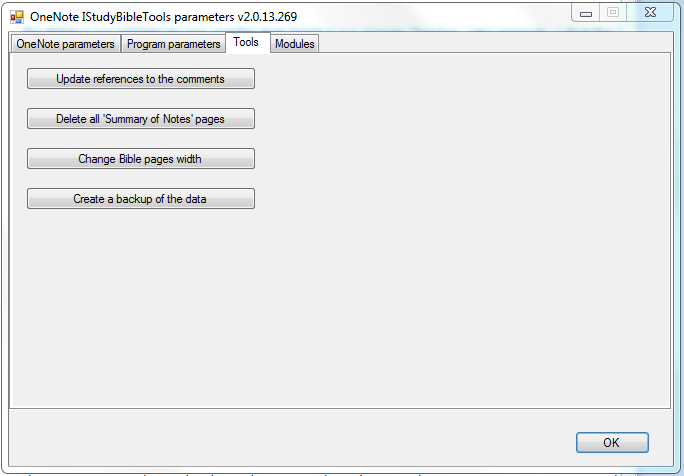 OneNote IStudyBibleTools parameters v2.0.13.269
OneNote parameters Program parameters Tools Modules
Update references to the comments
Delete all 'Summary of Notes' pages
Change Bible pages width
Create a backup of the data
OK